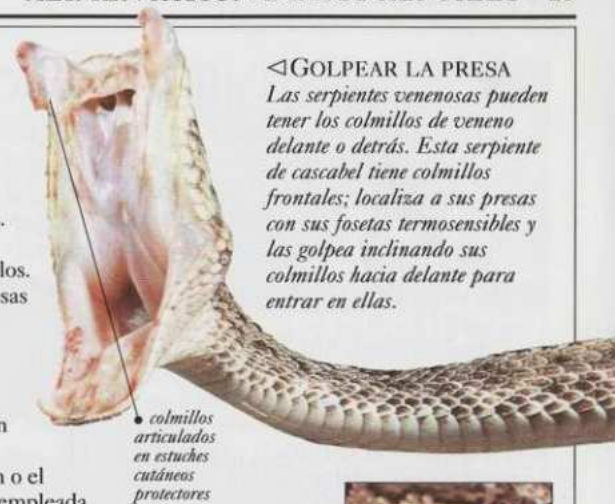 ◁GOLPEAR LA PRESA
Las serpientes venenosas pueden
tener los colmillos de veneno
delante o detrás. Esta serpiente
de cascabel tiene colmillos
frontales; localiza a sus presas
con sus fosetas termosensibles y
las golpea inclinando sus
colmillos hacia delante para
entrar en ellas.
• colmillos
articulados
en estuches
cutáneos
protectores
los.
sas
n
n o el
empleada